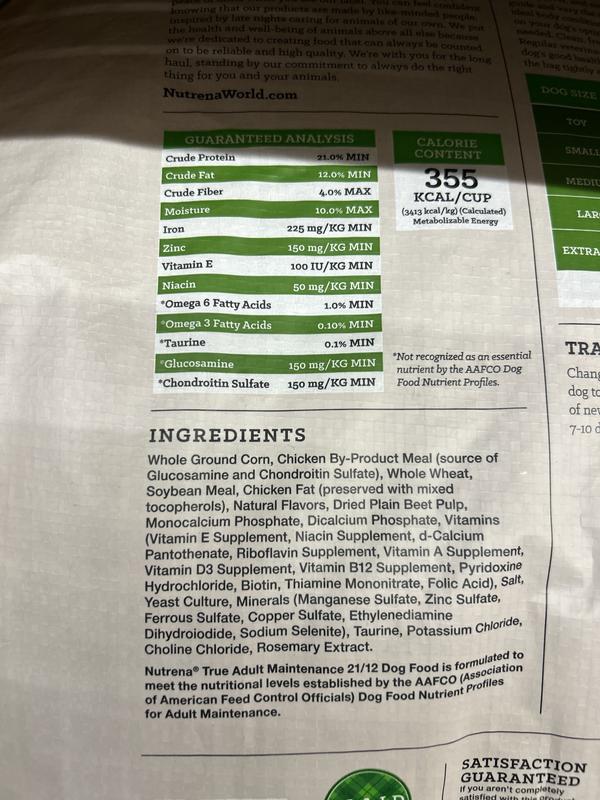 knowing that our products are made by like-minded people,
inspired by late nights caring for animals of our own. We put
the health and well-being of animals above all else because
we're dedicated to creating food that can always be counted
on to be reliable and high quality. We're with you for the long
haul, standing by our commitment to always do the right
thing for you and your animals.
NutrenaWorld.com
GUARANTEED ANALYSIS
Crude Protein 21.0% MIN
Crude Fat 12.0% MIN
Crude Fiber 4.0% MAX
Moisture 10.0% MAX
Iron 225 mg/KG MIN
Zinc 150 mg/KG MIN
Vitamin E 100 IU/KG MIN
Niacin 50 mg/KG MIN
*Omega 6 Fatty Acids 1.0% MIN
*Omega 3 Fatty Acids 0.10% MIN
*Taurine 0.1% MIN
*Glucosamine 150 mg/KG MIN
*Chondroitin Sulfate 150 mg/KG MIN
CALORIE
CONTENT
355
KCAL/CUP
(3413 kcal/kg) (Calculated)
Metabolizable Energy
*Not recognized as an essential
nutrient by the AAFCO Dog
Food Nutrient Profiles.
INGREDIENTS
Whole Ground Corn, Chicken By-Product Meal (source of
Glucosamine and Chondroitin Sulfate), Whole Wheat,
Soybean Meal, Chicken Fat (preserved with mixed
tocopherols), Natural Flavors, Dried Plain Beet Pulp,
Monocalcium Phosphate, Dicalcium Phosphate, Vitamins
(Vitamin E Supplement, Niacin Supplement, d-Calcium
Pantothenate, Riboflavin Supplement, Vitamin A Supplement,
Vitamin D3 Supplement, Vitamin B12 Supplement, Pyridoxine
Hydrochloride, Biotin, Thiamine Mononitrate, Folic Acid), Salt,
Yeast Culture, Minerals (Manganese Sulfate, Zinc Sulfate,
Ferrous Sulfate, Copper Sulfate, Ethylenediamine
Dihydroiodide, Sodium Selenite), Taurine, Potassium Chloride,
Choline Chloride, Rosemary Extract.
Nutrena® True Adult Maintenance 21/12 Dog Food is formulated to
meet the nutritional levels established by the AAFCO (Association
of American Feed Control Officials) Dog Food Nutrient Profiles
for Adult Maintenance.
SATISFACTION
GUARANTEED
If you aren't completely
satisfied with this
needed. Clean, 
Regular 
dog's good 
the bag tightly
DOG SIZE
TOY
SMALL
EXTRA
dog to
7-10 d